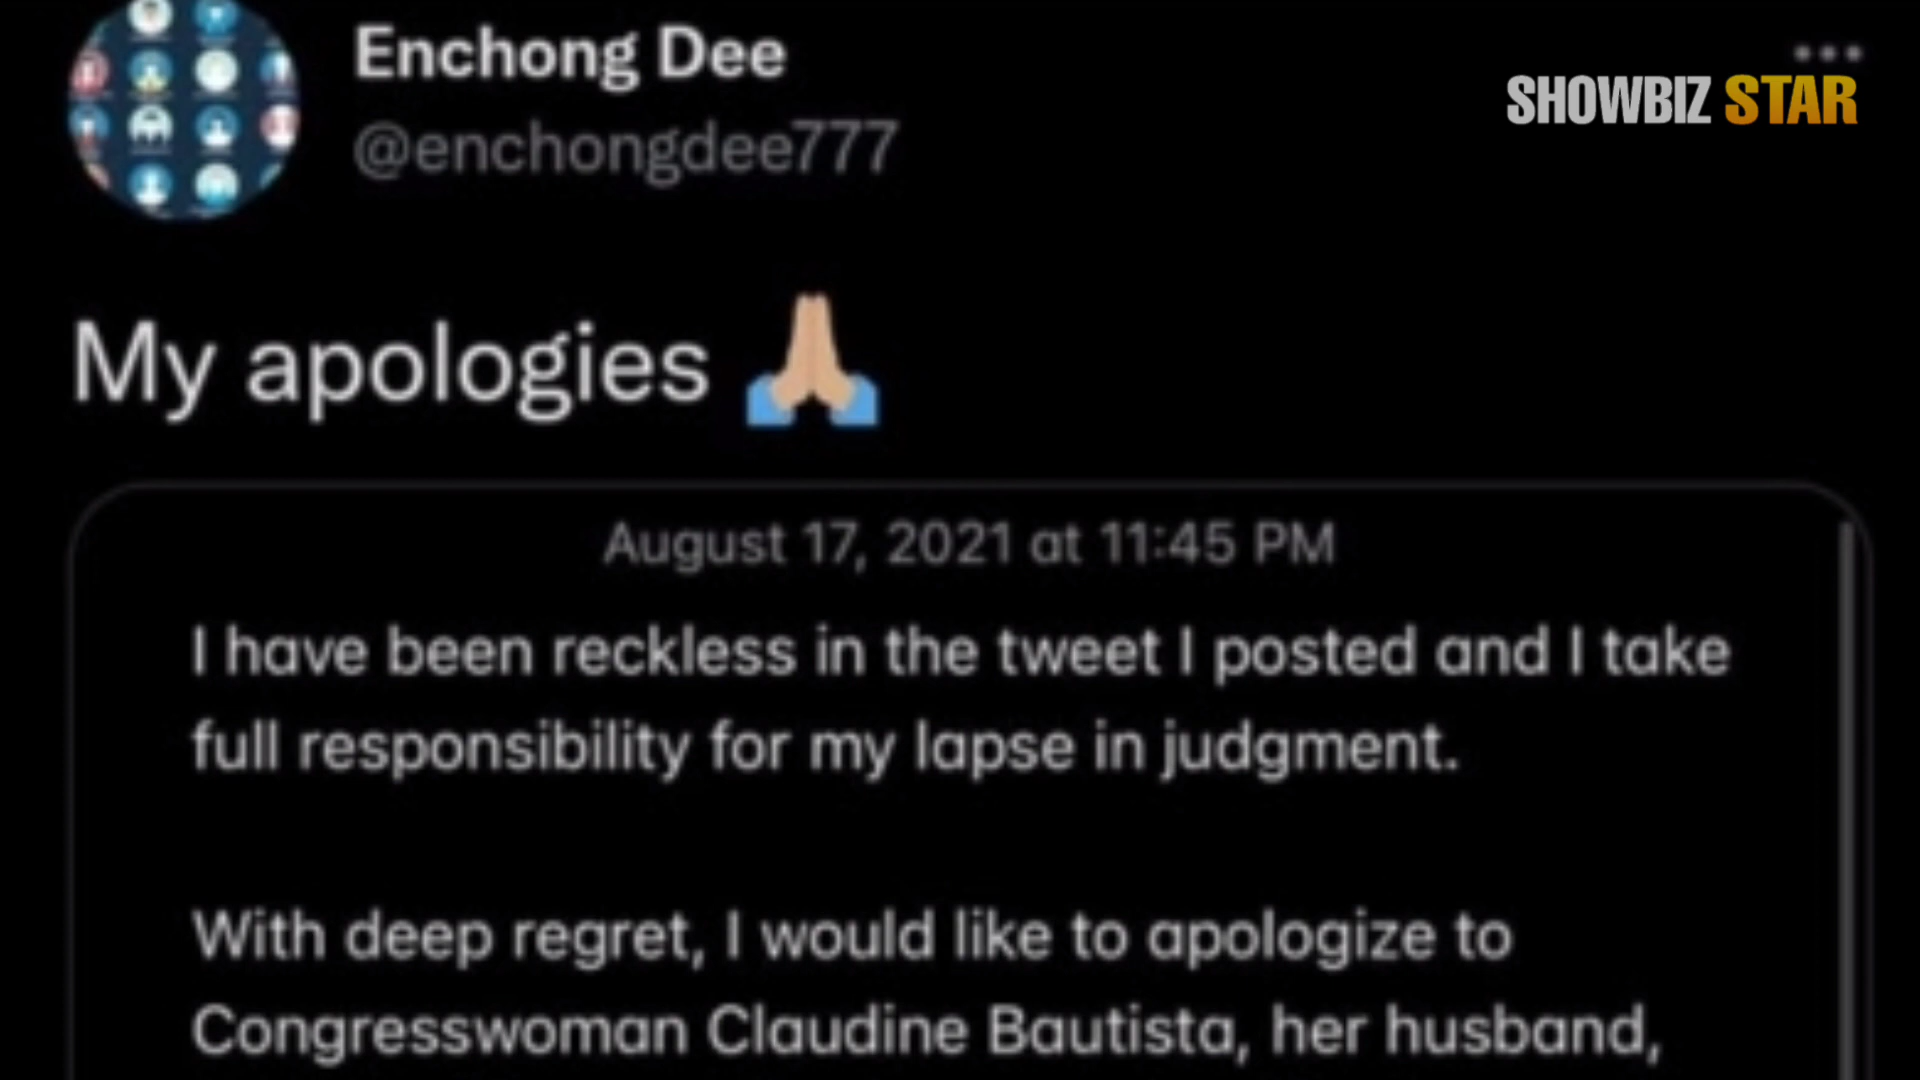 Enchong Dee
@enchongdee777
SHOWBIZ STAR
My apologies 🙏🏼
August 17, 2021 at 11:45 PM
I have been reckless in the tweet I posted and I take
full responsibility for my lapse in judgment.
With deep regret, I would like to apologize to
Congresswoman Claudine Bautista, her husband,